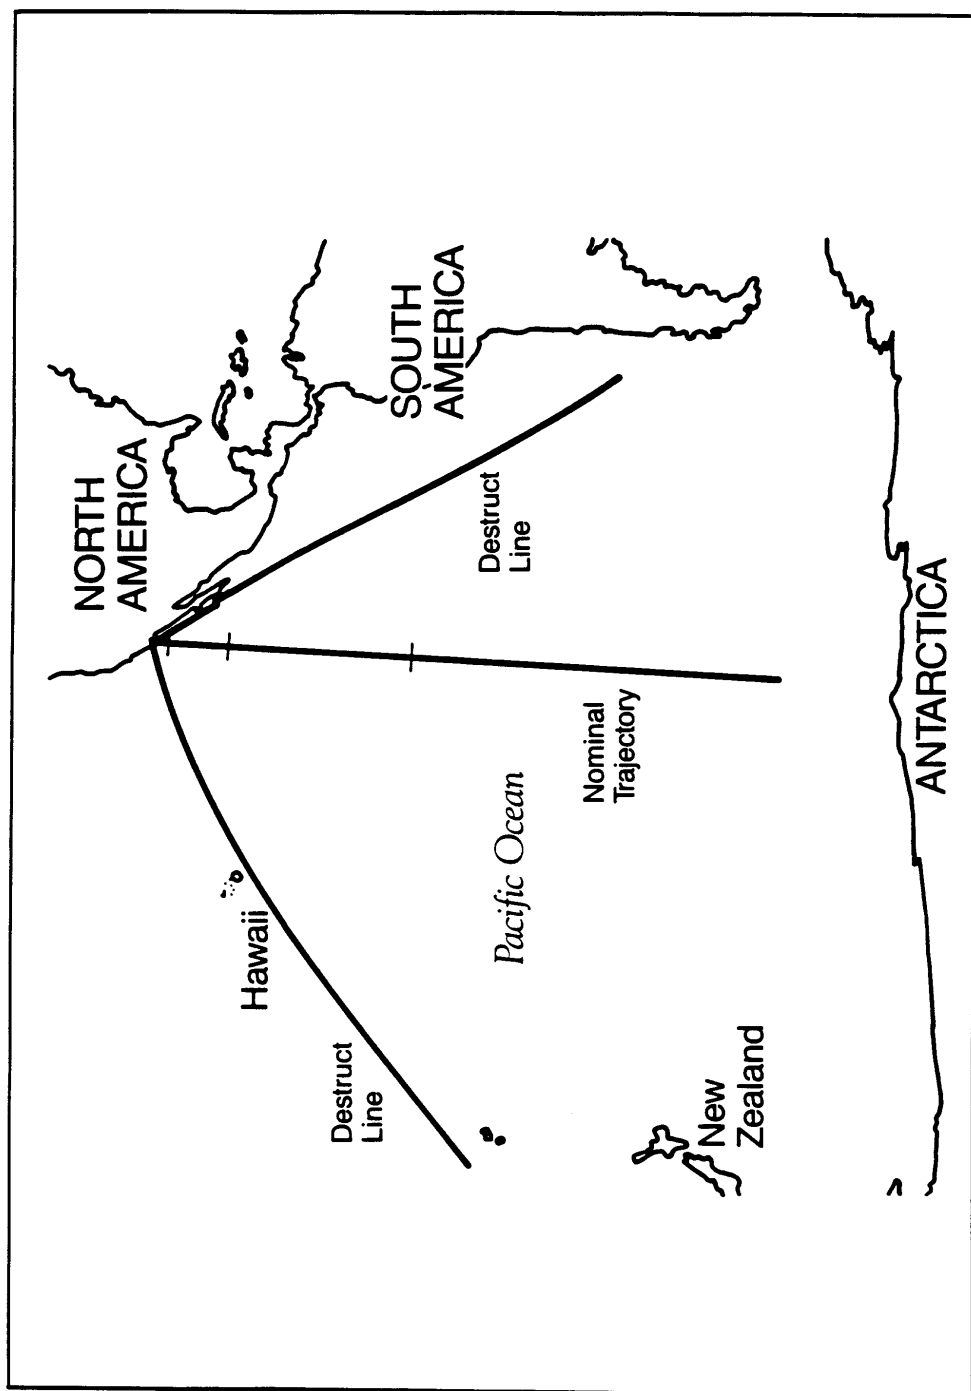 NORTH
AMERICA
SOUTH
AMERICA
Destruct
Line
Hawaii
Destruct
Line
Nominal
Trajectory
Pacific Ocean
New
Zealand
ANTARCTICA